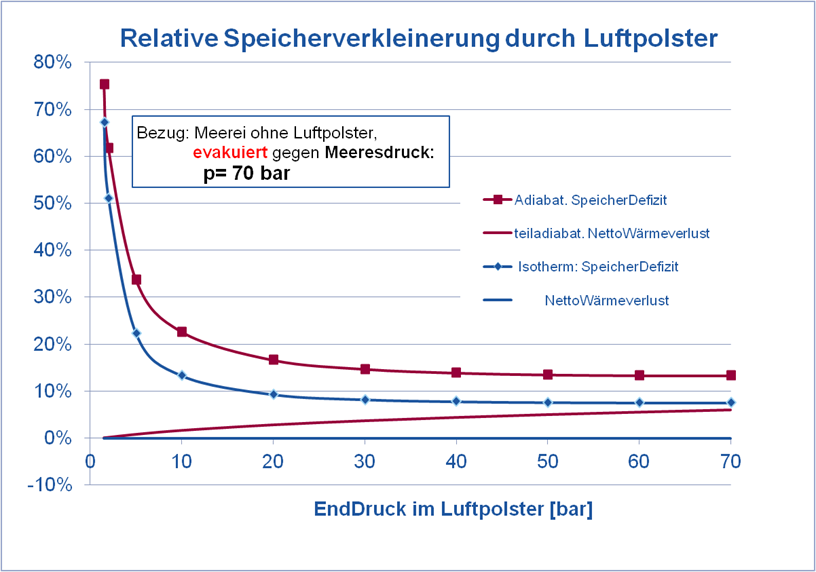 Relative Speicherverkleinerung durch Luftpolster
80%
70%
60%
50%
40%
30%
20%
10%
0%
-10%
Bezug: Meerei ohne Luftpolster,
evakuiert gegen Meeresdruck:
p= 70 bar
Adiabat. SpeicherDefizit
teiladiabat. NettoWärmeverlust
Isotherm: SpeicherDefizit
NettoWärmeverlust
0 10 20 30 40 50 60 70
EndDruck im Luftpolster [bar]